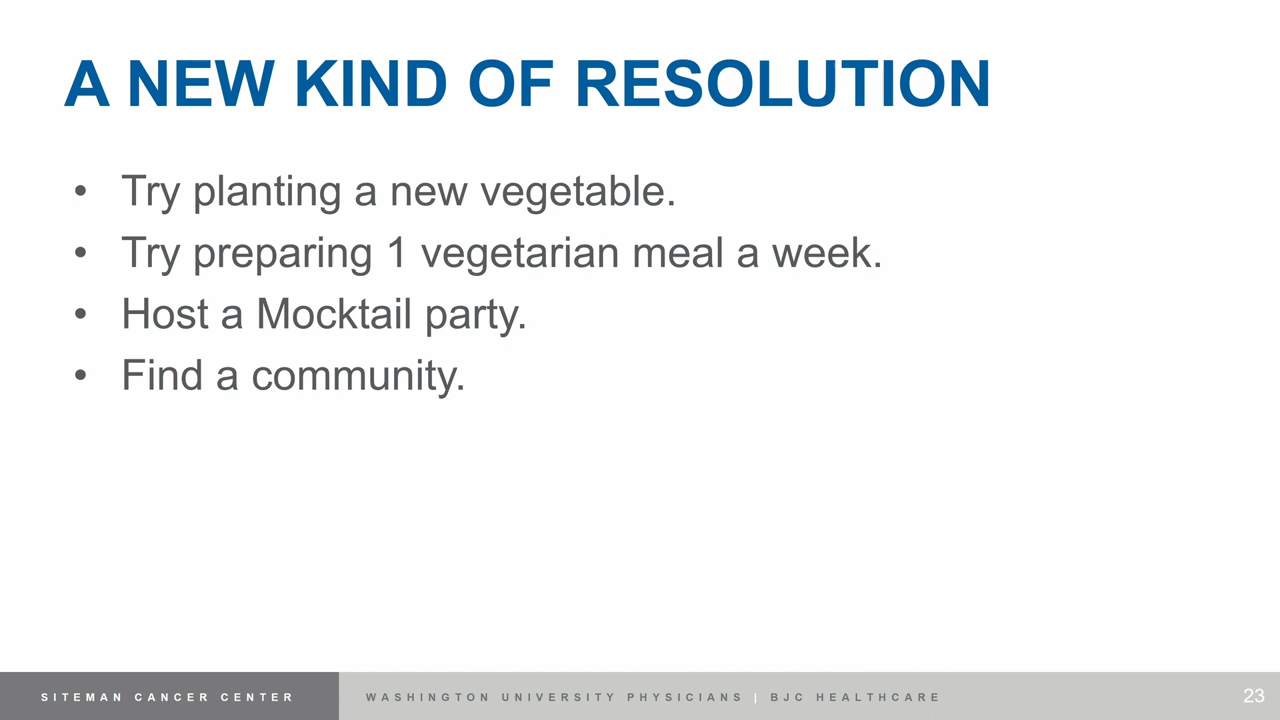 A NEW KIND OF RESOLUTION
• Try planting a new vegetable.
• Try preparing 1 vegetarian meal a week.
• Host a Mocktail party.
• Find a community.
SITEMAN CANCER CENTER WASHINGTON UNIVERSITY PHYSICIANS | BJC HEALTHCARE 23